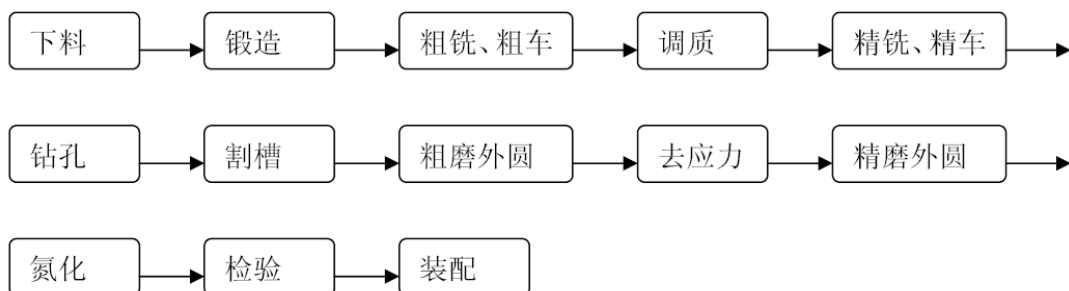 下料 锻造 粗铣、粗车 调质 精铣、精车
钻孔 割槽 粗磨外圆 去应力 精磨外圆
氮化 检验 装配